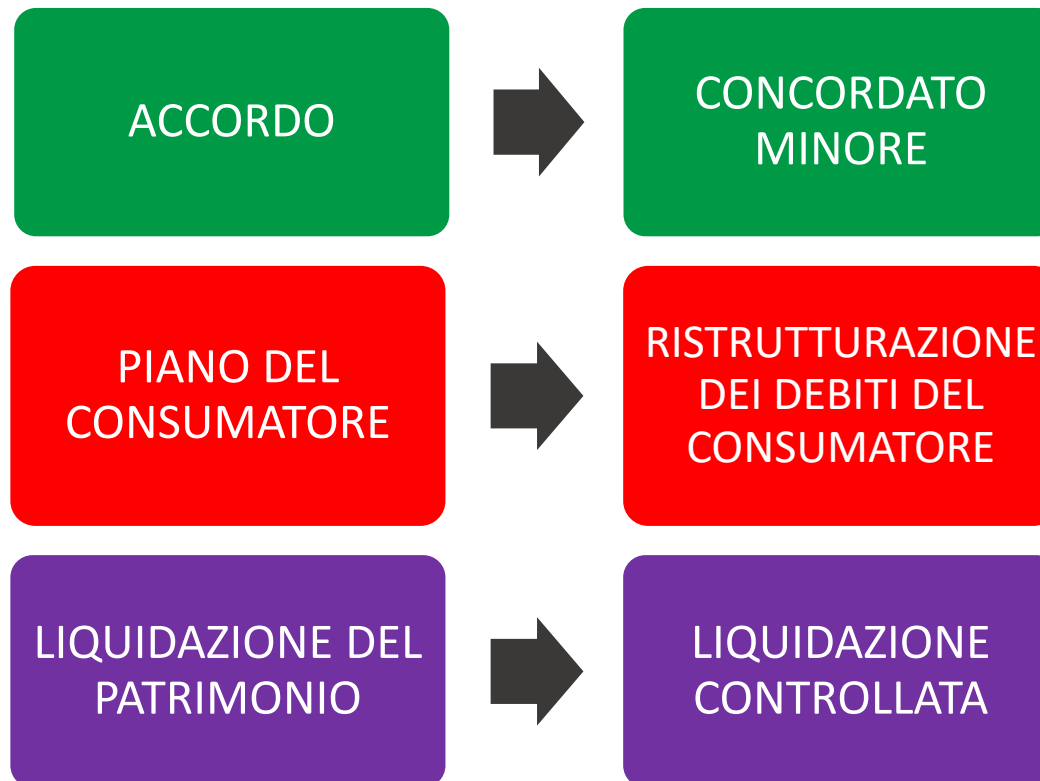 ACCORDO
CONCORDATO
MINORE
PIANO DEL
CONSUMATORE
RISTRUTTURAZIONE
DEI DEBITI DEL
CONSUMATORE
LIQUIDAZIONE DEL
PATRIMONIO
LIQUIDAZIONE
CONTROLLATA